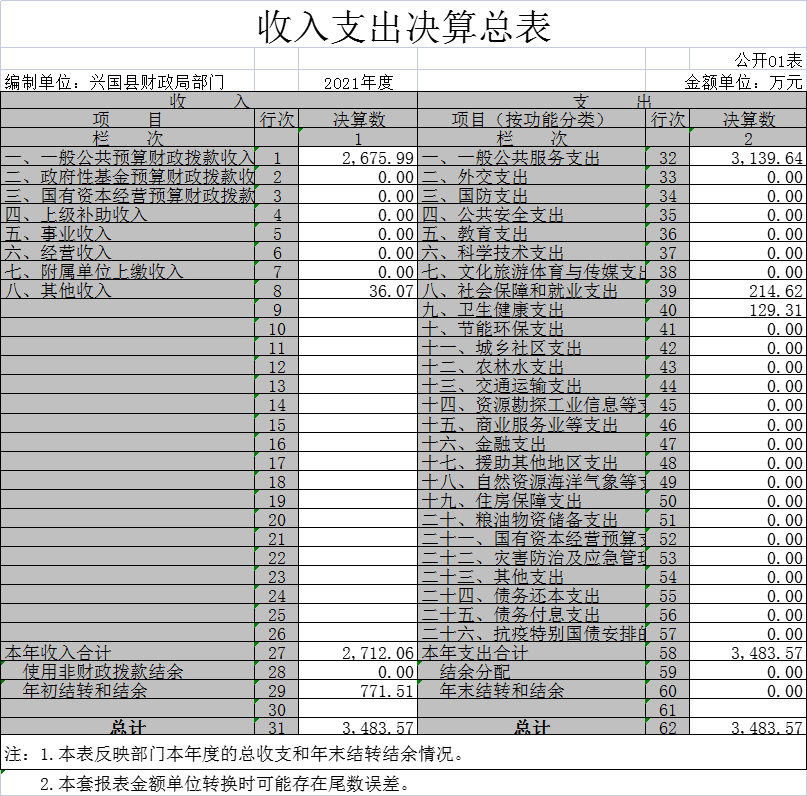 收入支出决算总表
公开01表
编制单位：兴国县财政局部门 2021年度 金额单位：万元
收 入 支 出
项 目 行次 决算数 项目（按功能分类） 行次 决算数
栏 次 1 栏 次 2
一、一般公共预算财政拨款收入 1 2,675.99 一、一般公共服务支出 32 3,139.64
二、政府性基金预算财政拨款收 2 0.00 二、外交支出 33 0.00
三、国有资本经营预算财政拨款 3 0.00 三、国防支出 34 0.00
四、上级补助收入 4 0.00 四、公共安全支出 35 0.00
五、事业收入 5 0.00 五、教育支出 36 0.00
六、经营收入 6 0.00 六、科学技术支出 37 0.00
七、附属单位上缴收入 7 0.00 七、文化旅游体育与传媒支出 38 0.00
八、其他收入 8 36.07 八、社会保障和就业支出 39 214.62
9 九、卫生健康支出 40 129.31
10 十、节能环保支出 41 0.00
11 十一、城乡社区支出 42 0.00
12 十二、农林水支出 43 0.00
13 十三、交通运输支出 44 0.00
14 十四、资源勘探工业信息等支 45 0.00
15 十五、商业服务业等支出 46 0.00
16 十六、金融支出 47 0.00
17 十七、援助其他地区支出 48 0.00
18 十八、自然资源海洋气象等支 49 0.00
19 十九、住房保障支出 50 0.00
20 二十、粮油物资储备支出 51 0.00
21 二十一、国有资本经营预算支 52 0.00
22 二十二、灾害防治及应急管理 53 0.00
23 二十三、其他支出 54 0.00
24 二十四、债务还本支出 55 0.00
25 二十五、债务付息支出 56 0.00
26 二十六、抗疫特别国债安排的 57 0.00
本年收入合计 27 2,712.06 本年支出合计 58 3,483.57
使用非财政拨款结余 28 0.00 结余分配 59 0.00
年初结转和结余 29 771.51 年末结转和结余 60 0.00
30 61
总计 31 3,483.57 总计 62 3,483.57
注：1.本表反映部门本年度的总收支和年末结转结余情况。
2.本套报表金额单位转换时可能存在尾数误差。